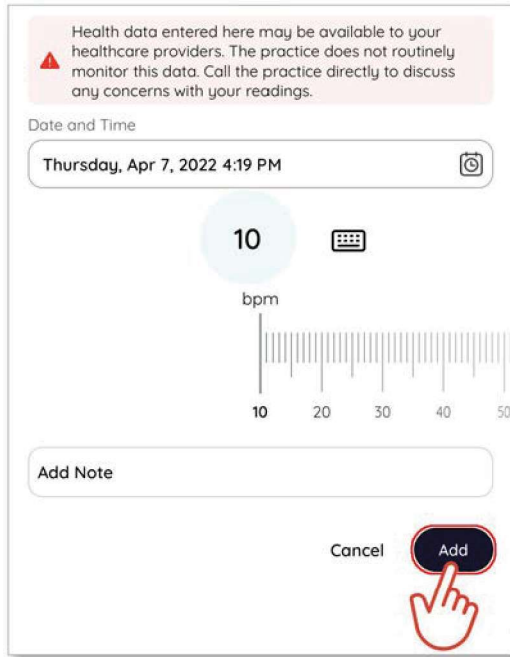 Health data entered here may be available to your
healthcare providers. The practice does not routinely
monitor this data. Call the practice directly to discuss
any concerns with your readings.
Date and Time
Thursday, Apr 7, 2022 4:19 PM
10
bpm
10 20 30 40 50
Add Note
Cancel Add